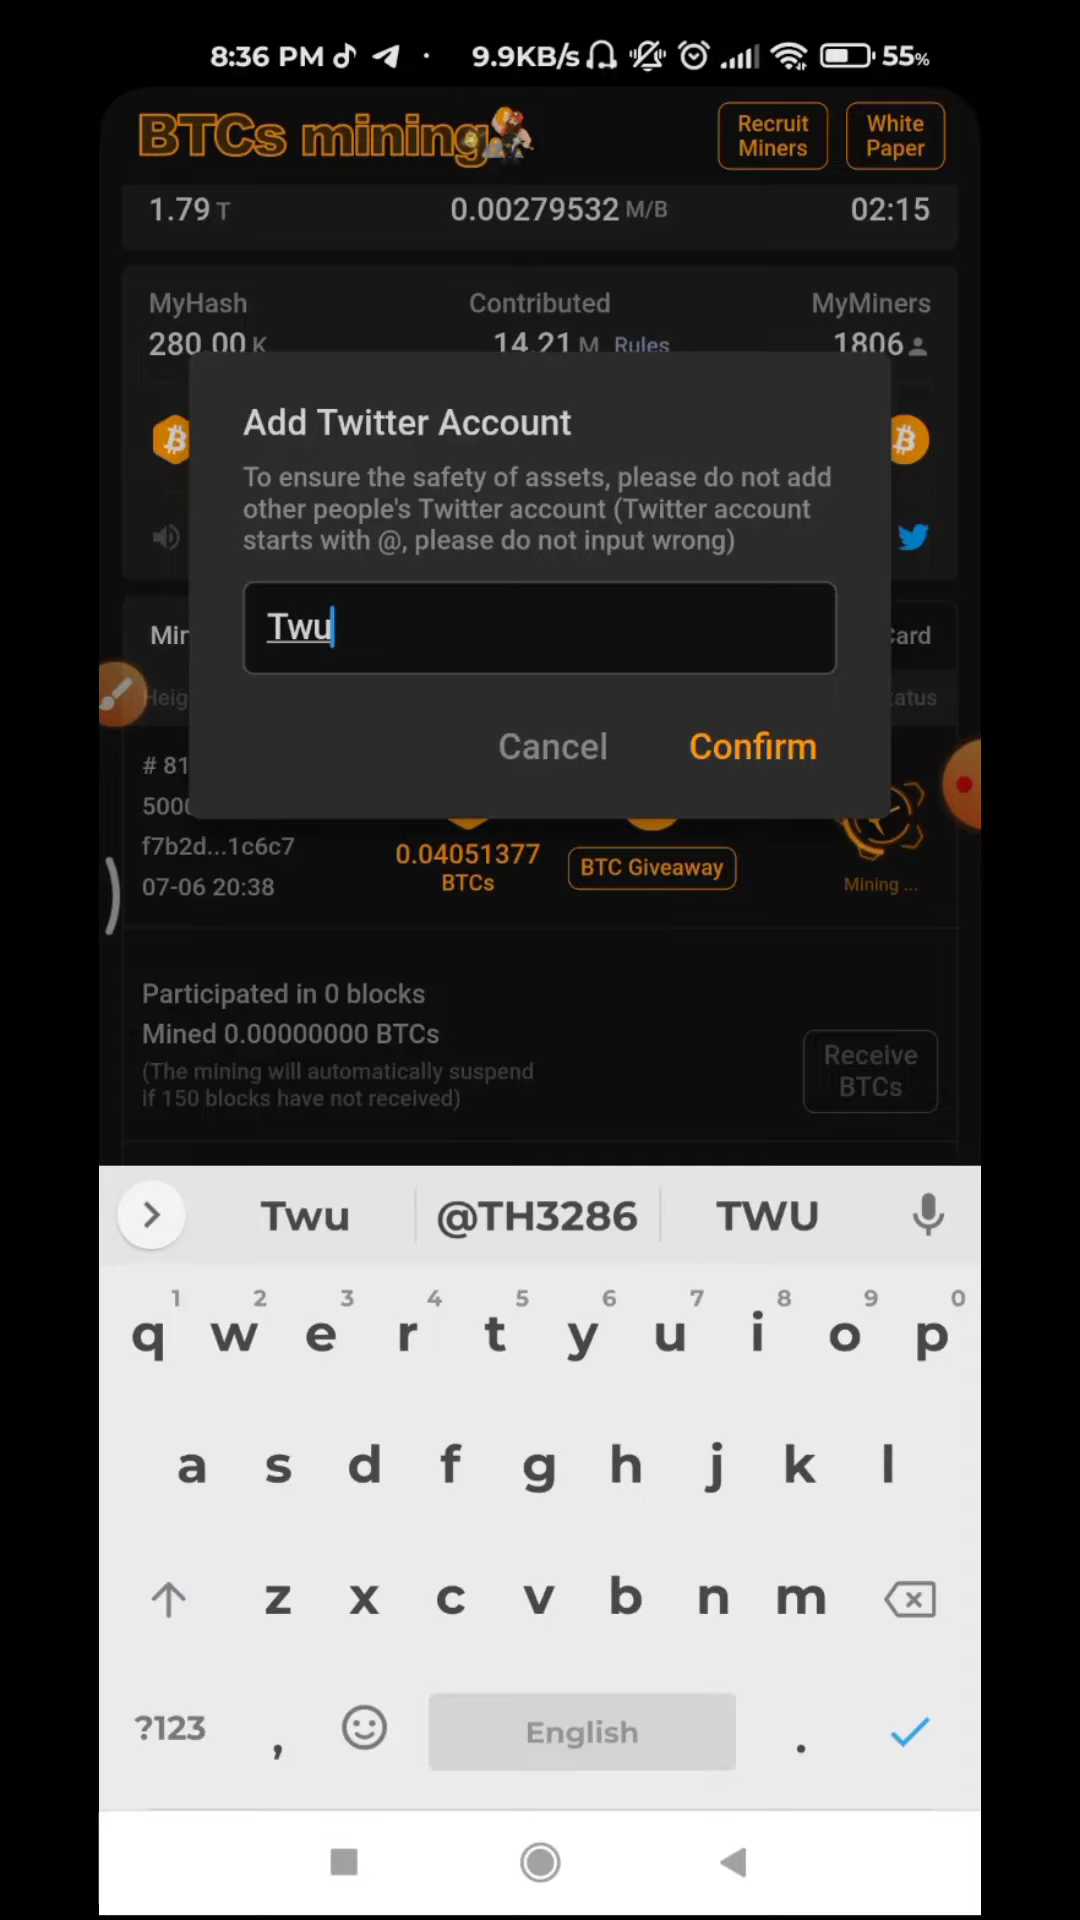 8:36 PM 9.9KB/s 55%
BTCs mining
Recruit Miners
White Paper
1.79 T 0.00279532 M/B 02:15
MyHash Contributed MyMiners
280.00 K 14.21 M Rules 1806
Add Twitter Account
To ensure the safety of assets, please do not add
other people's Twitter account (Twitter account
starts with @, please do not input wrong)
Twu
Cancel Confirm
# 81
f7b2d...1c6c7
07-06 20:38
0.04051377
BTCs
BTC Giveaway
Mining ...
Participated in 0 blocks
Mined 0.00000000 BTCs
(The mining will automatically suspend
if 150 blocks have not received)
Receive
BTCs
Twu @TH3286 TWU
1 2 3 4 5 6 7 8 9 0
q w e r t y u i o p
a s d f g h j k l
z x c v b n m
?123 , English .